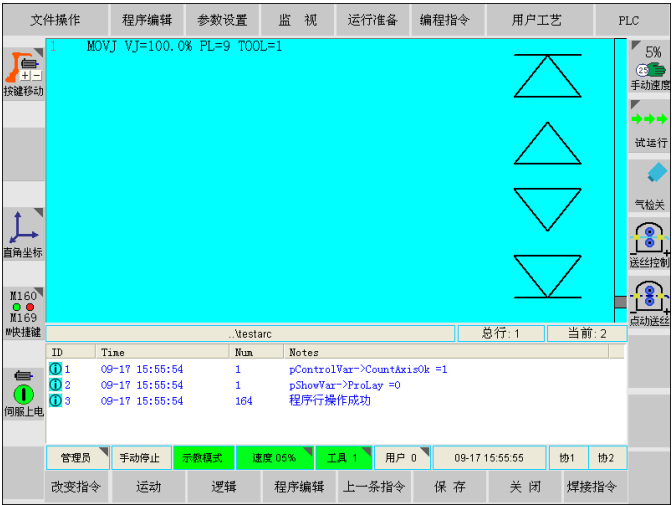 文件操作 程序编辑 参数设置 监 视 运行准备 编程指令 用户工艺 PLC
1 MOVJ VJ=100.0% PL=9 TOOL=1
按键移动
直角坐标
M160
M169
M快捷键
伺服上电
5%
25
手动速度
试运行
气检关
送丝控制
点动送丝
..\testarc 总行: 1 当前: 2
ID Time Num Notes
1 09-17 15:55:54 1 pControlVar->CountAxisOk =1
2 09-17 15:55:54 1 pShowVar->ProLay =0
3 09-17 15:55:54 164 程序行操作成功
管理员 手动停止 示教模式 速度 05% 工具 1 用户 0 09-17 15:55:55 协1 协2
改变指令 运动 逻辑 程序编辑 上一条指令 保 存 关 闭 焊接指令